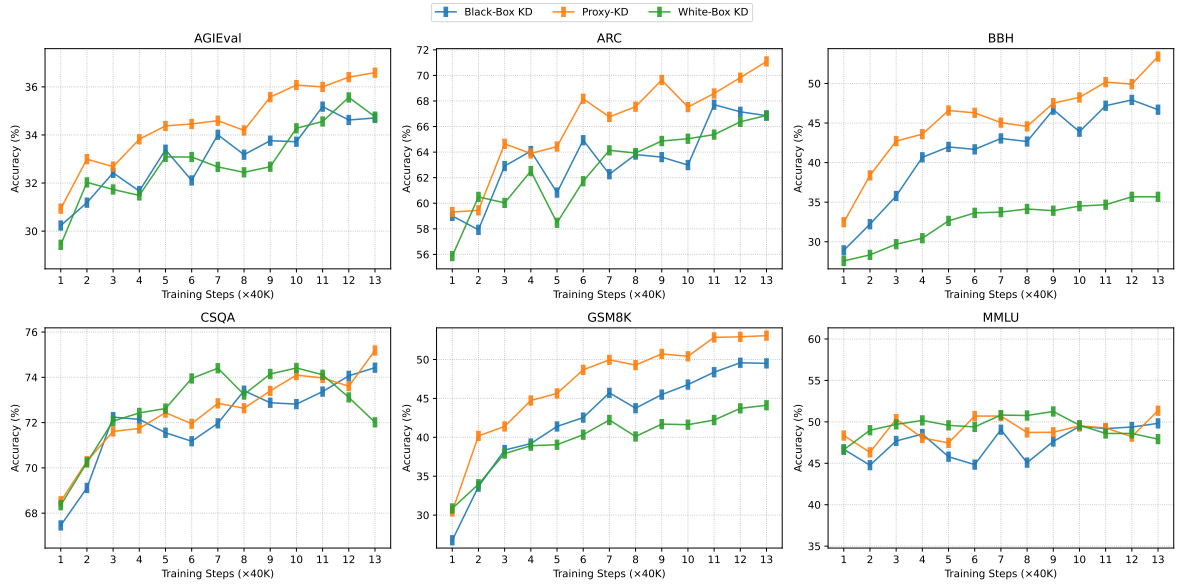 Black-Box KD Proxy-KD White-Box KD
AGIEval
Accuracy (%)
36
34
32
30
1 2 3 4 5 6 7 8 9 10 11 12 13
Training Steps (×40K)
ARC
Accuracy (%)
72
70
68
66
64
62
60
58
56
1 2 3 4 5 6 7 8 9 10 11 12 13
Training Steps (×40K)
BBH
Accuracy (%)
50
45
40
35
30
1 2 3 4 5 6 7 8 9 10 11 12 13
Training Steps (×40K)
CSQA
Accuracy (%)
76
74
72
70
68
1 2 3 4 5 6 7 8 9 10 11 12 13
Training Steps (×40K)
GSM8K
Accuracy (%)
50
45
40
35
30
1 2 3 4 5 6 7 8 9 10 11 12 13
Training Steps (×40K)
MMLU
Accuracy (%)
60
55
50
45
40
35
1 2 3 4 5 6 7 8 9 10 11 12 13
Training Steps (×40K)